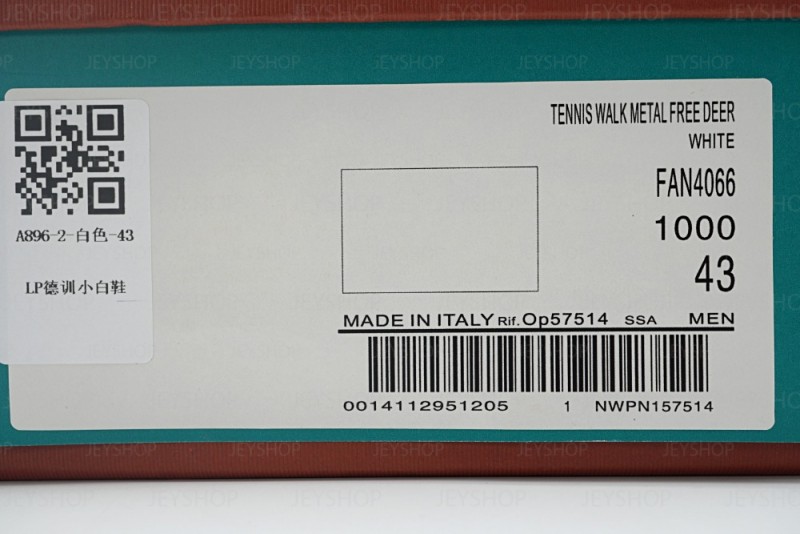 TENNIS WALK METAL FREE DEER
WHITE
FAN4066
1000
43
MADE IN ITALY Rif. Op57514 SSA MEN
0014112951205 1 NWPN157514
A896-2-白色-43
LP德训小白鞋
JEYSHOP